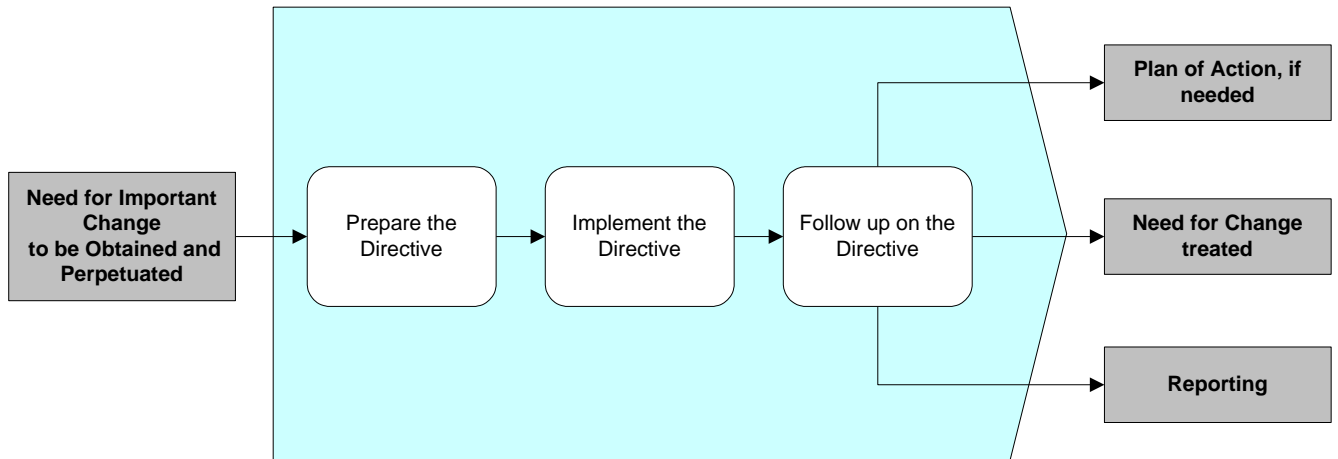 Need for Important
Change
to be Obtained and
Perpetuated
Prepare the
Directive
Implement the
Directive
Follow up on the
Directive
Plan of Action, if
needed
Need for Change
treated
Reporting